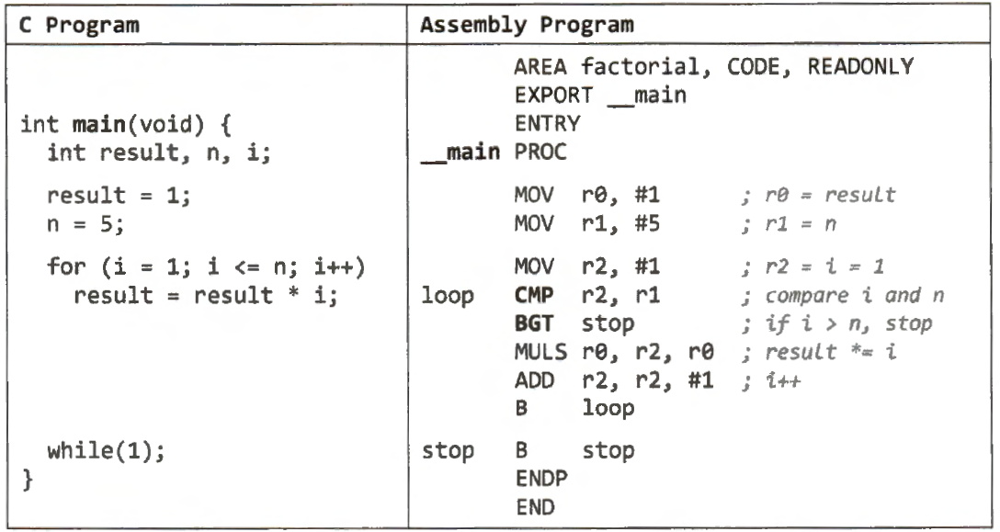 C Program
Assembly Program
int main(void) {
int result, n, i;
result = 1;
n = 5;
for (i = 1; i <= n; i++)
result = result * i;
while(1);
}
AREA factorial, CODE, READONLY
EXPORT __main
ENTRY
__main PROC
MOV r0, #1 ; r0 = result
MOV r1, #5 ; r1 = n
MOV r2, #1 ; r2 = i = 1
loop CMP r2, r1 ; compare i and n
BGT stop ; if i > n, stop
MULS r0, r2, r0 ; result *= i
ADD r2, r2, #1 ; i++
B loop
stop B stop
ENDP
END